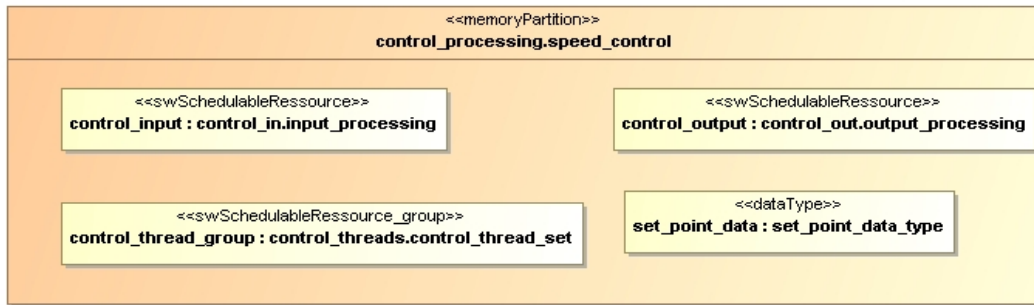 <<memoryPartition>>
control_processing.speed_control
<<swSchedulableRessource>>
control_input : control_in.input_processing
<<swSchedulableRessource>>
control_output : control_out.output_processing
<<swSchedulableRessource_group>>
control_thread_group : control_threads.control_thread_set
<<dataType>>
set_point_data : set_point_data_type